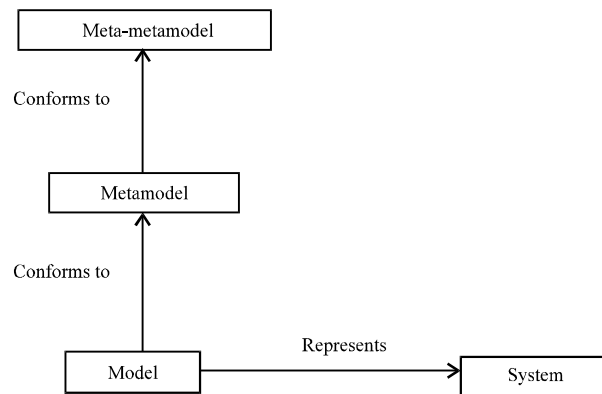 Meta-metamodel
Conforms to
Metamodel
Conforms to
Represents
Model
System